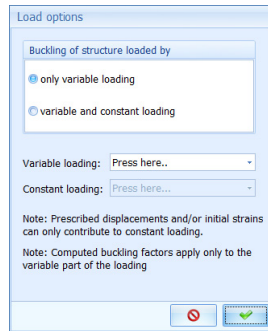 Load options
Buckling of structure loaded by
only variable loading
variable and constant loading
Variable loading: Press here..
Constant loading: Press here...
Note: Prescribed displacements and/or initial strains
can only contribute to constant loading.
Note: Computed buckling factors apply only to the
variable part of the loading